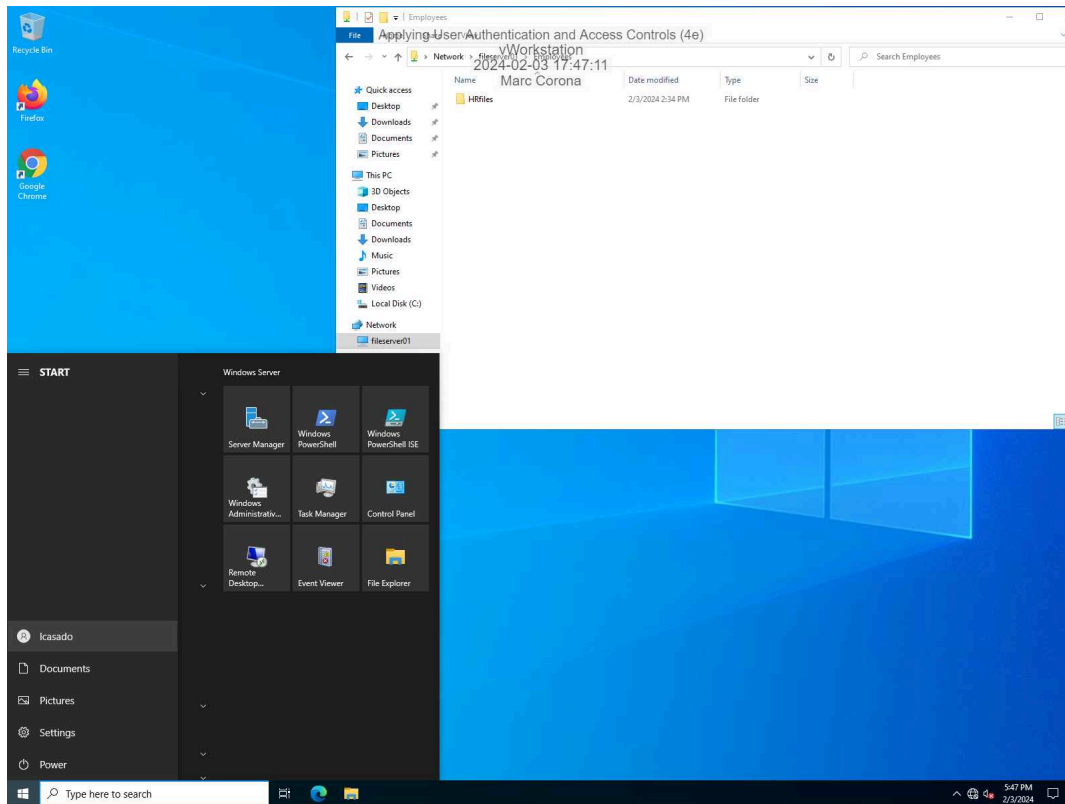 Recycle Bin
Firefox
Google
Chrome
Employees
File
Applying User Authentication and Access Controls (4e)
vWorkstation
2024-02-03 17:47:11
Marc Corona
Network › fileserver01 › Employees
Search Employees
Name Date modified Type Size
HRfiles 2/3/2024 2:34 PM File folder
Quick access
Desktop
Downloads
Documents
Pictures
This PC
3D Objects
Desktop
Documents
Downloads
Music
Pictures
Videos
Local Disk (C:)
Network
fileserver01
START
Windows Server
Server Manager
Windows
PowerShell
Windows
PowerShell ISE
Windows
Administrativ...
Task Manager
Control Panel
Remote
Desktop...
Event Viewer
File Explorer
lcasado
Documents
Pictures
Settings
Power
Type here to search
5:47 PM
2/3/2024